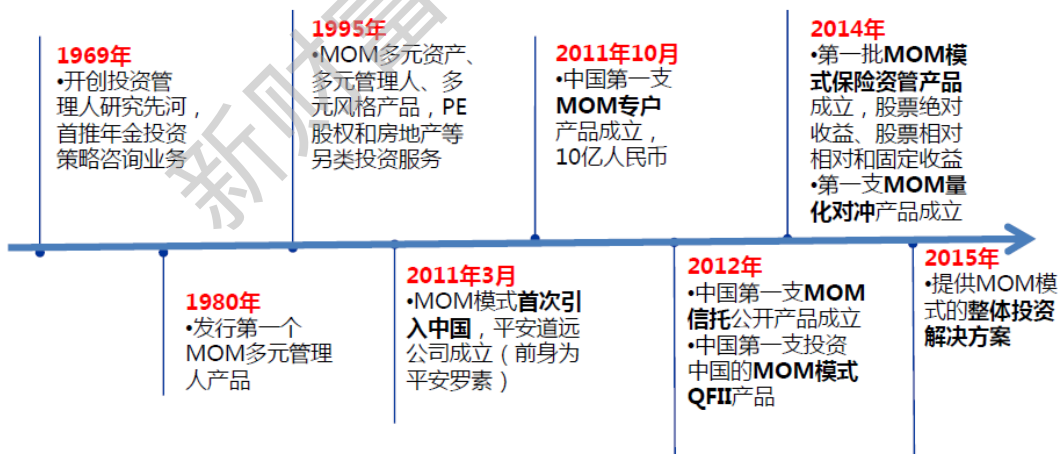 1969年
•开创投资管
理人研究先河，
首推年金投资
策略咨询业务
1980年
•发行第一个
MOM多元管理
人产品
1995年
•MOM多元资产、
多元管理人、多
元风格产品，PE
股权和房地产等
另类投资服务
2011年3月
•MOM模式首次引
入中国，平安道远
公司成立（前身为
平安罗素）
2011年10月
•中国第一支
MOM专户
产品成立，
10亿人民币
2012年
•中国第一支MOM
信托公开产品成立
•中国第一支投资
中国的MOM模式
QFII产品
2014年
•第一批MOM模
式保险资管产品
成立，股票绝对
收益、股票相对
相对和固定收益
•第一支MOM量
化对冲产品成立
2015年
•提供MOM模
式的整体投资
解决方案
新财富